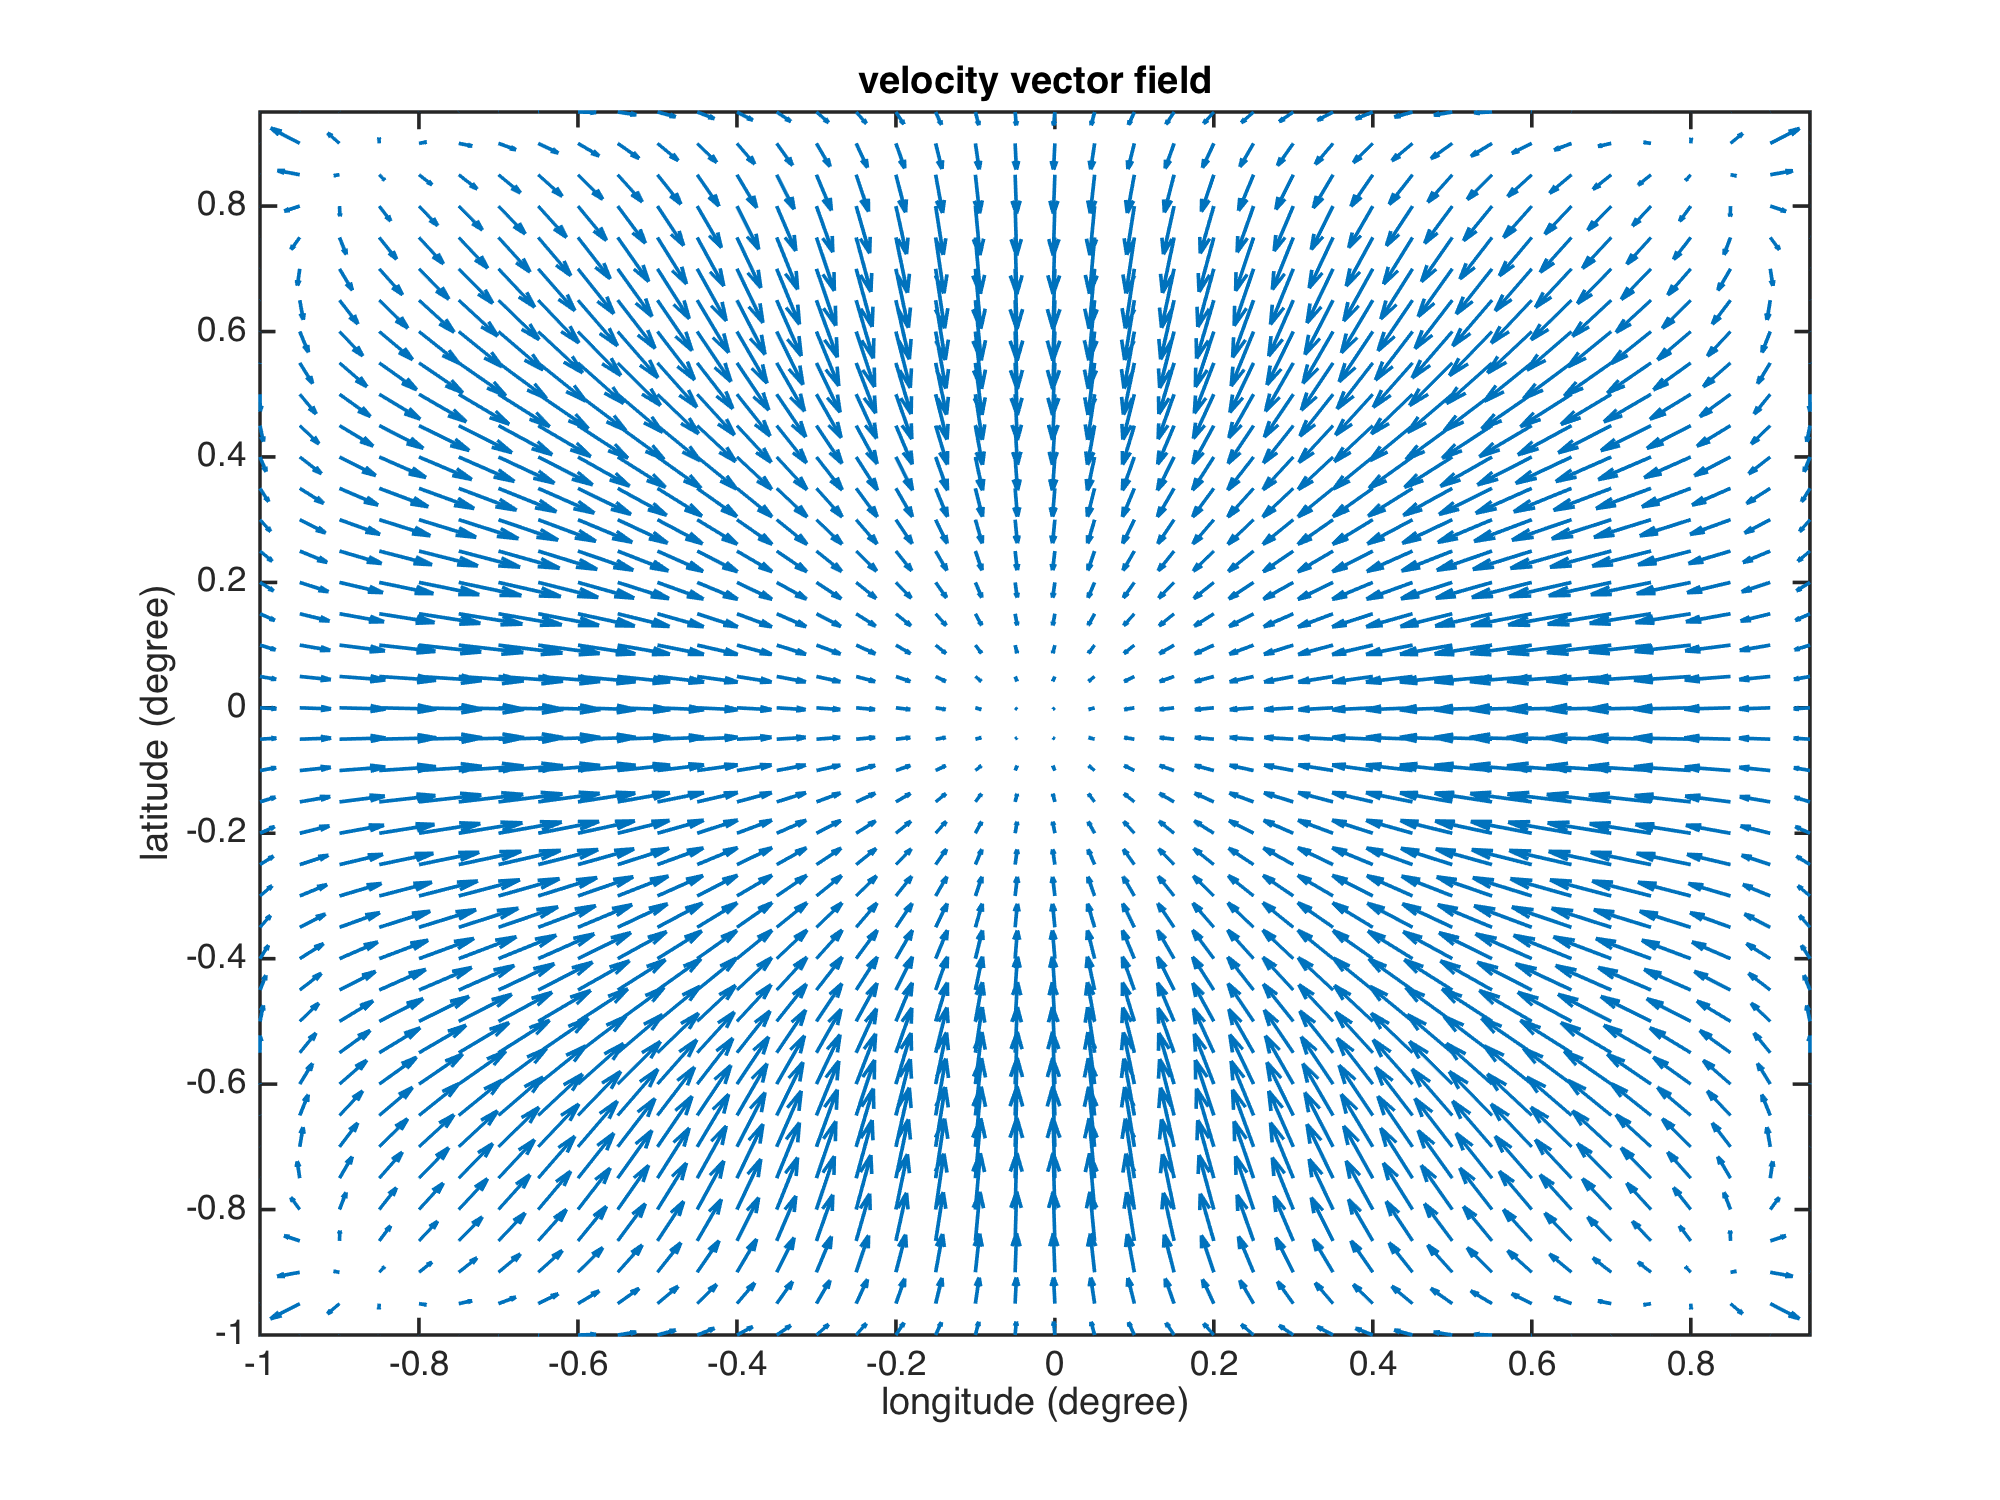 velocity vector field
0.8
0.6
0.4
0.2
0
-0.2
-0.4
-0.6
-0.8
-1
latitude (degree)
-1 -0.8 -0.6 -0.4 -0.2 0 0.2 0.4 0.6 0.8
longitude (degree)